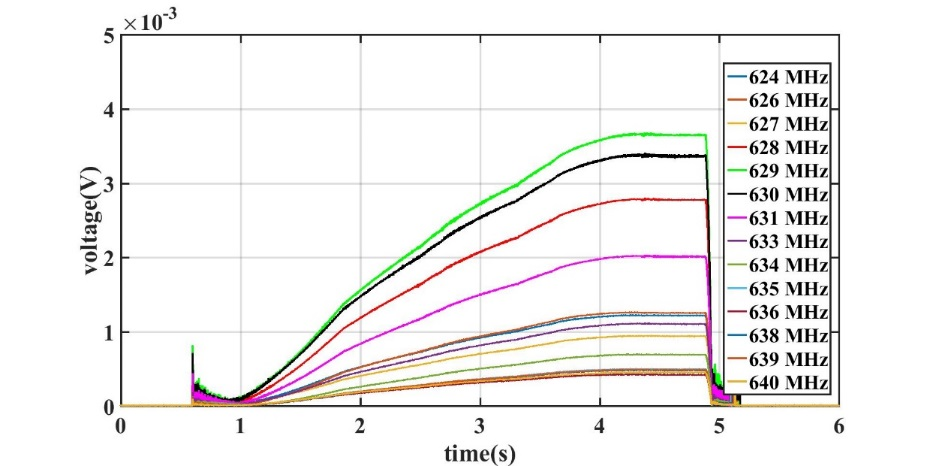 ×10⁻³
5
4
3
2
1
0
voltage(V)
0 1 2 3 4 5 6
time(s)
624 MHz
626 MHz
627 MHz
628 MHz
629 MHz
630 MHz
631 MHz
633 MHz
634 MHz
635 MHz
636 MHz
638 MHz
639 MHz
640 MHz